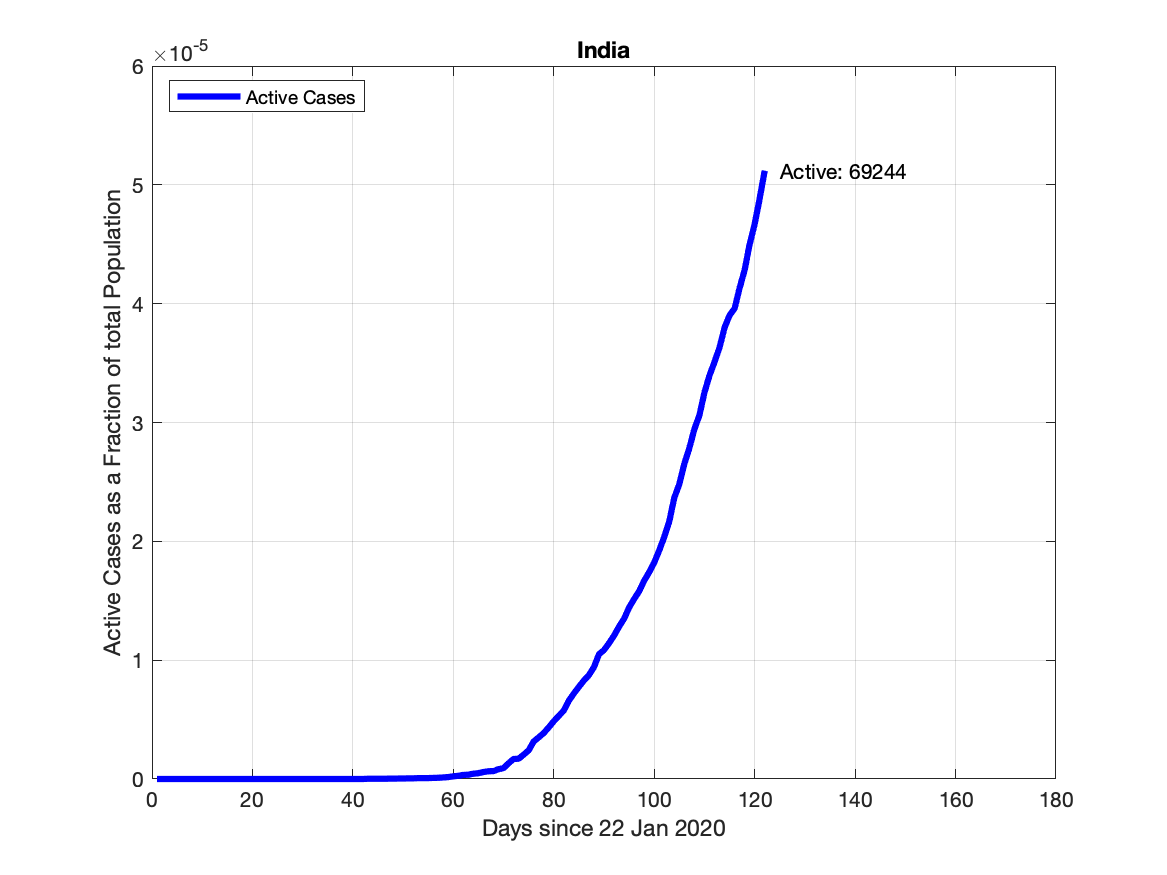 India
×10-5
6
5
4
3
2
1
0
Active Cases
Active: 69244
Active Cases as a Fraction of total Population
0 20 40 60 80 100 120 140 160 180
Days since 22 Jan 2020